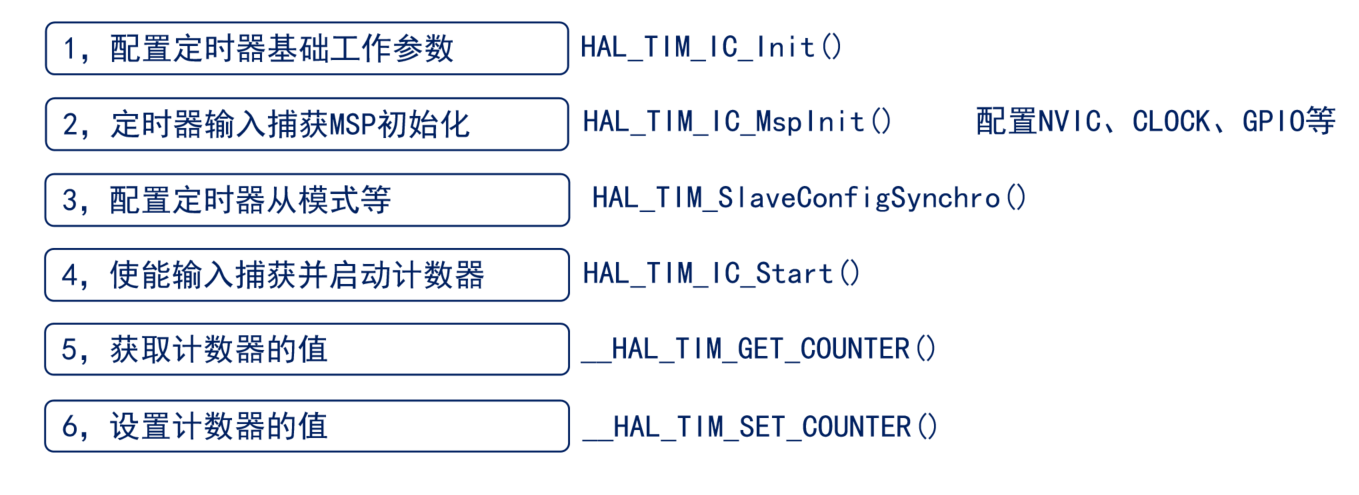 1，配置定时器基础工作参数 HAL_TIM_IC_Init()
2，定时器输入捕获MSP初始化 HAL_TIM_IC_MspInit() 配置NVIC、CLOCK、GPIO等
3，配置定时器从模式等 HAL_TIM_SlaveConfigSynchro()
4，使能输入捕获并启动计数器 HAL_TIM_IC_Start()
5，获取计数器的值 __HAL_TIM_GET_COUNTER()
6，设置计数器的值 __HAL_TIM_SET_COUNTER()